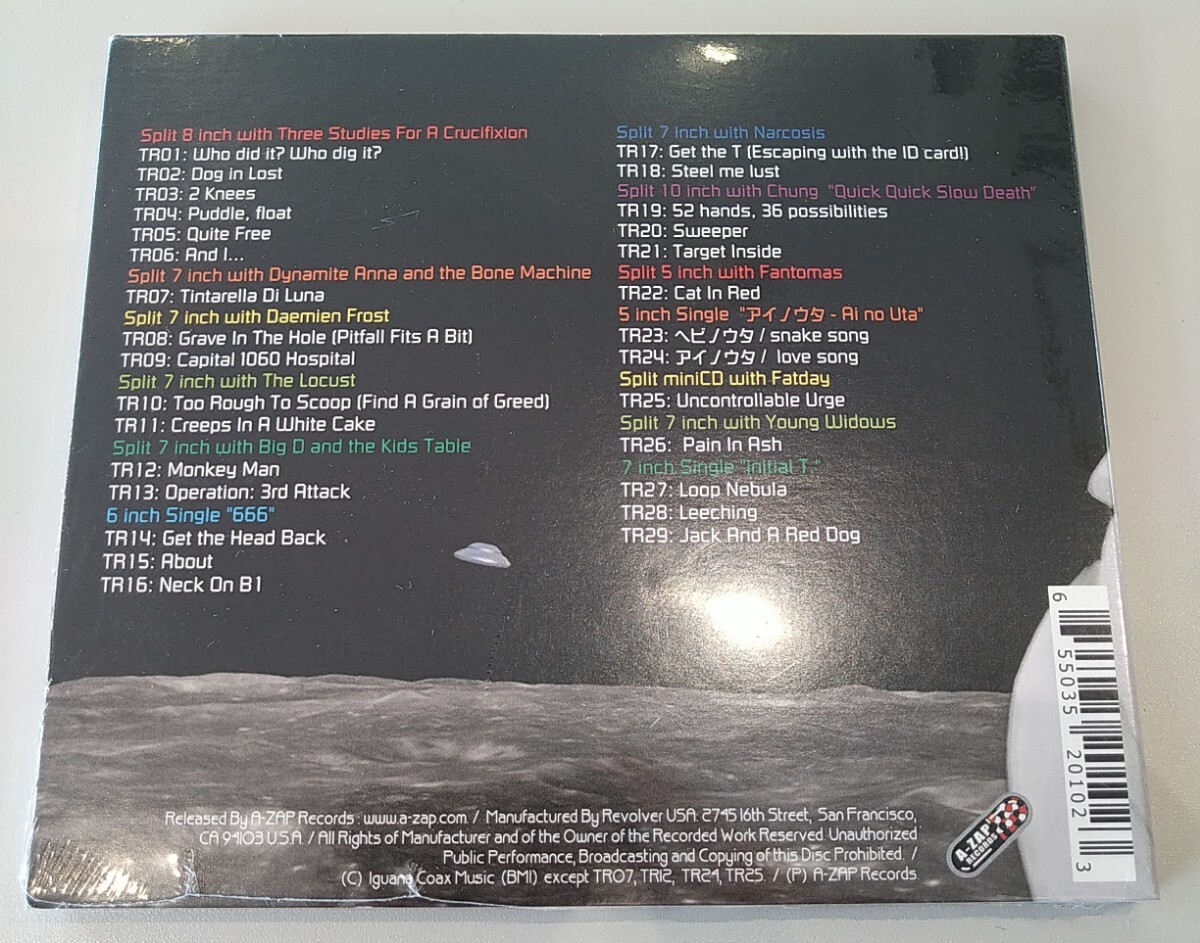 Split 8 inch with Three Studies For A Crucifixion
TR01: Who did it? Who dig it?
TR02: Dog in Lost
TR03: 2 Knees
TR04: Puddle, float
TR05: Quite Free
TR06: And I...
Split 7 inch with Dynamite Anna and the Bone Machine
TR07: Tintarella Di Luna
Split 7 inch with Daemien Frost
TR08: Grave In The Hole (Pitfall Fits A Bit)
TR09: Capital 1060 Hospital
Split 7 inch with The Locust
TR10: Too Rough To Scoop (Find A Grain of Greed)
TR11: Creeps In A White Cake
Split 7 inch with Big D and the Kids Table
TR12: Monkey Man
TR13: Operation: 3rd Attack
6 inch Single "666"
TR14: Get the Head Back
TR15: About
TR16: Neck On B1
Split 7 inch with Narcosis
TR17: Get the T (Escaping with the ID card!)
TR18: Steel me lust
Split 10 inch with Chung "Quick Quick Slow Death"
TR19: 52 hands, 36 possibilities
TR20: Sweeper
TR21: Target Inside
Split 5 inch with Fantomas
TR22: Cat In Red
5 inch Single "アイノウタ - Ai no Uta"
TR23: ヘビノウタ / snake song
TR24: アイノウタ / love song
Split miniCD with Fatday
TR25: Uncontrollable Urge
Split 7 inch with Young Widows
TR26: Pain In Ash
7 inch Single "Initial T."
TR27: Loop Nebula
TR28: Leeching
TR29: Jack And A Red Dog
Released By A-ZAP Records : www.a-zap.com / Manufactured By Revolver USA: 2745 16th Street, San Francisco,
CA 94103 U.S.A. / All Rights of Manufacturer and of the Owner of the Recorded Work Reserved. Unauthorized
Public Performance, Broadcasting and Copying of this Disc Prohibited. /
(C) Iguana Coax Music (BMI) except TR07, TR12, TR24, TR25. / (P) A-ZAP Records.
A-ZAP
RECORDS
6 55035 20102 3